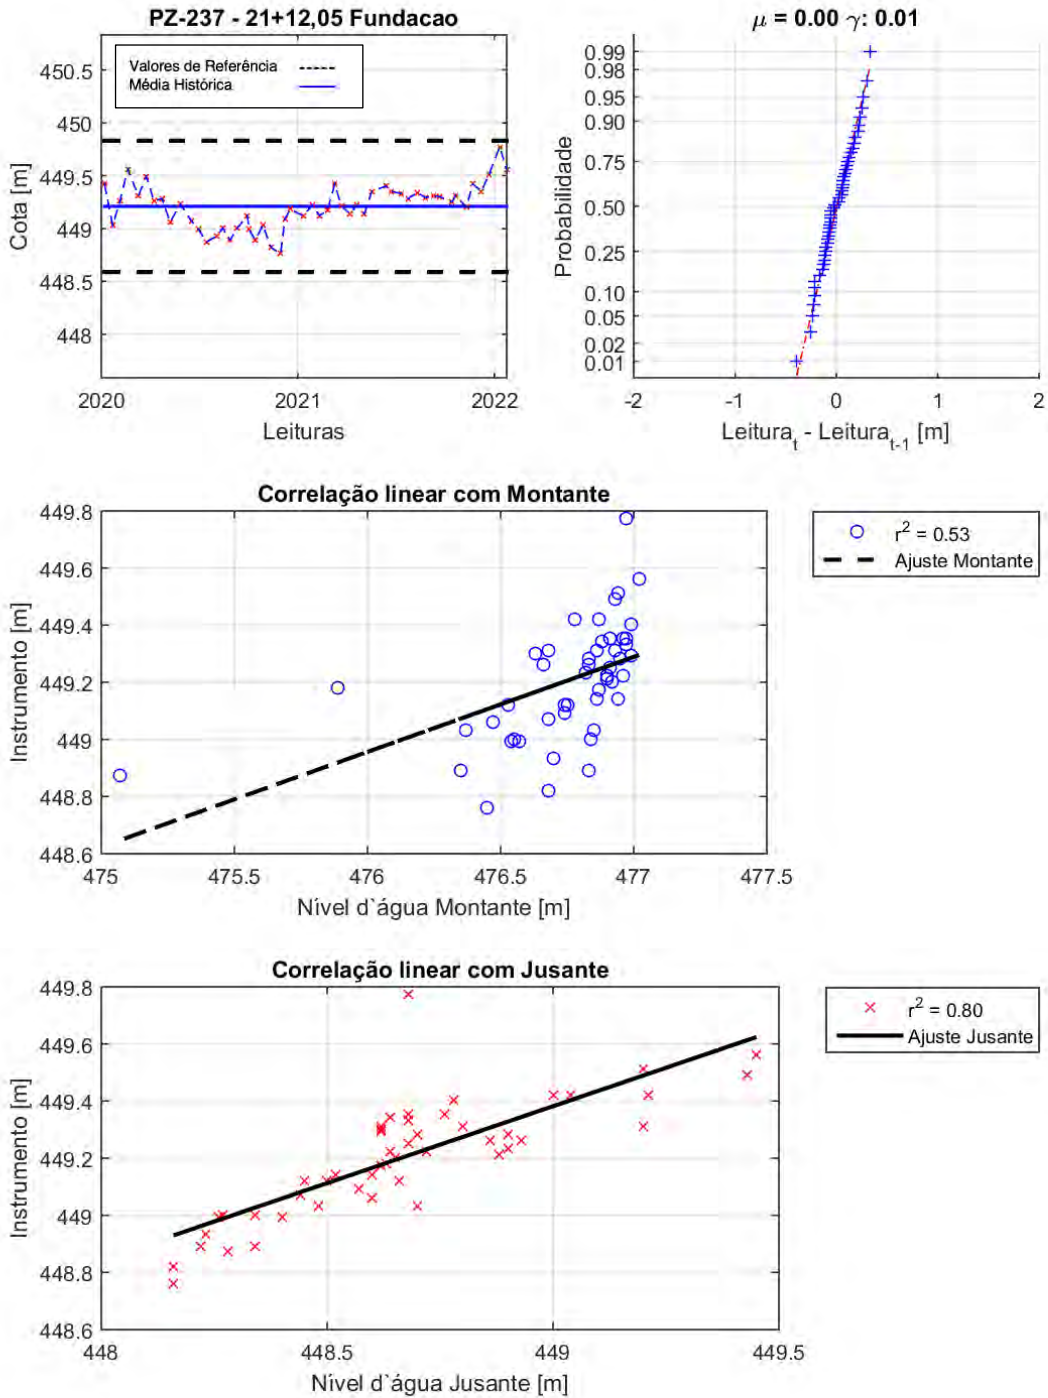 PZ-237 - 21+12,05 Fundacao
Valores de Referência
Média Histórica
Cota [m]
450.5
450
449.5
449
448.5
448
2020
2021
2022
Leituras
μ = 0.00 γ: 0.01
Probabilidade
0.99
0.98
0.95
0.90
0.75
0.50
0.25
0.10
0.05
0.02
0.01
-2
-1
0
1
2
Leitura_t - Leitura_t-1 [m]
Correlação linear com Montante
Instrumento [m]
449.8
449.6
449.4
449.2
449
448.8
448.6
475
475.5
476
476.5
477
477.5
Nível d`água Montante [m]
r² = 0.53
Ajuste Montante
Correlação linear com Jusante
Instrumento [m]
449.8
449.6
449.4
449.2
449
448.8
448.6
448
448.5
449
449.5
Nível d`água Jusante [m]
r² = 0.80
Ajuste Jusante